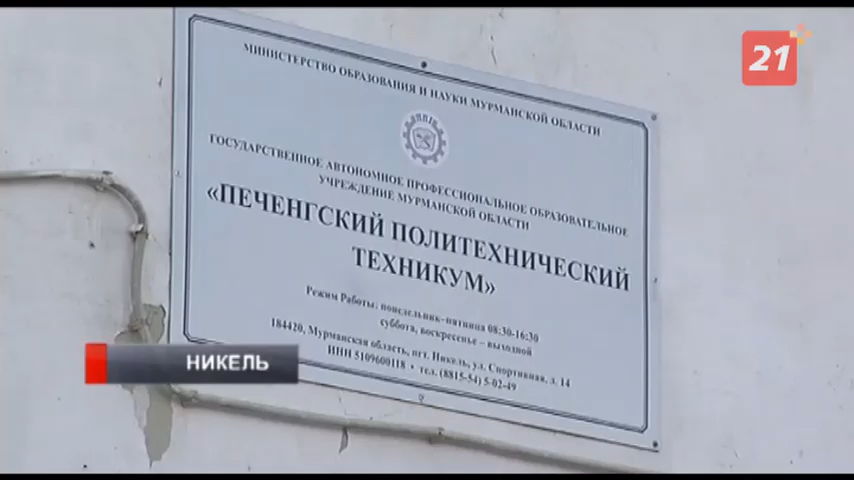 21
МИНИСТЕРСТВО ОБРАЗОВАНИЯ И НАУКИ МУРМАНСКОЙ ОБЛАСТИ
ГОСУДАРСТВЕННОЕ АВТОНОМНОЕ ПРОФЕССИОНАЛЬНОЕ ОБРАЗОВАТЕЛЬНОЕ
УЧРЕЖДЕНИЕ МУРМАНСКОЙ ОБЛАСТИ
«ПЕЧЕНГСКИЙ ПОЛИТЕХНИЧЕСКИЙ
ТЕХНИКУМ»
Режим Работы: понедельник–пятница 08:30-16:30
суббота, воскресенье – выходной
184420, Мурманская область, пгт. Никель, ул. Спортивная, д. 14
ИНН 5109600118 • тел. (8815-54) 5-02-49
НИКЕЛЬ